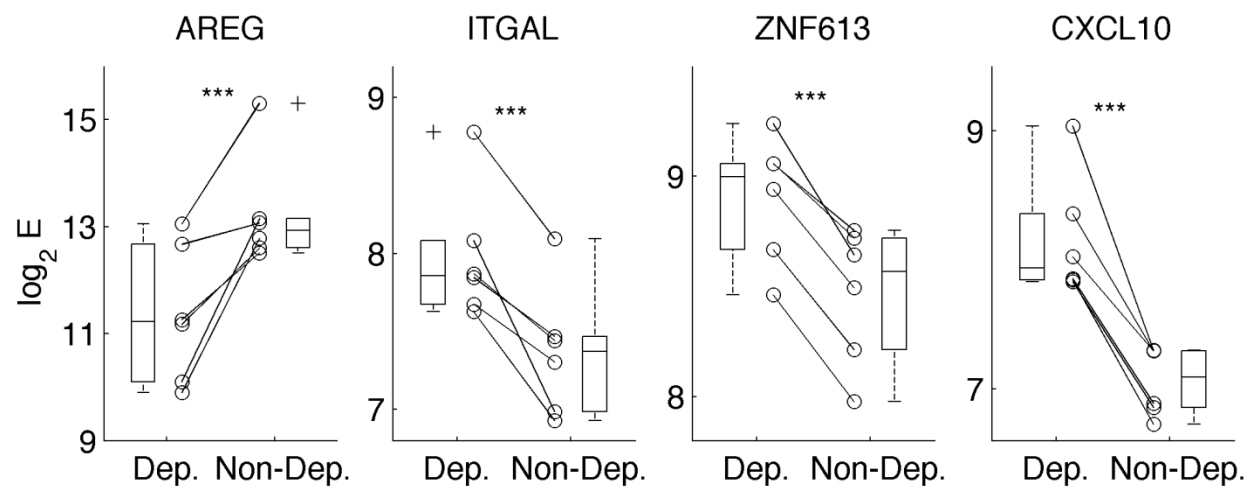 AREG ITGAL ZNF613 CXCL10
*** *** *** ***
15 9 9 9
13 8
11
9 7 8 7
log2 E
Dep. Non-Dep. Dep. Non-Dep. Dep. Non-Dep. Dep. Non-Dep.